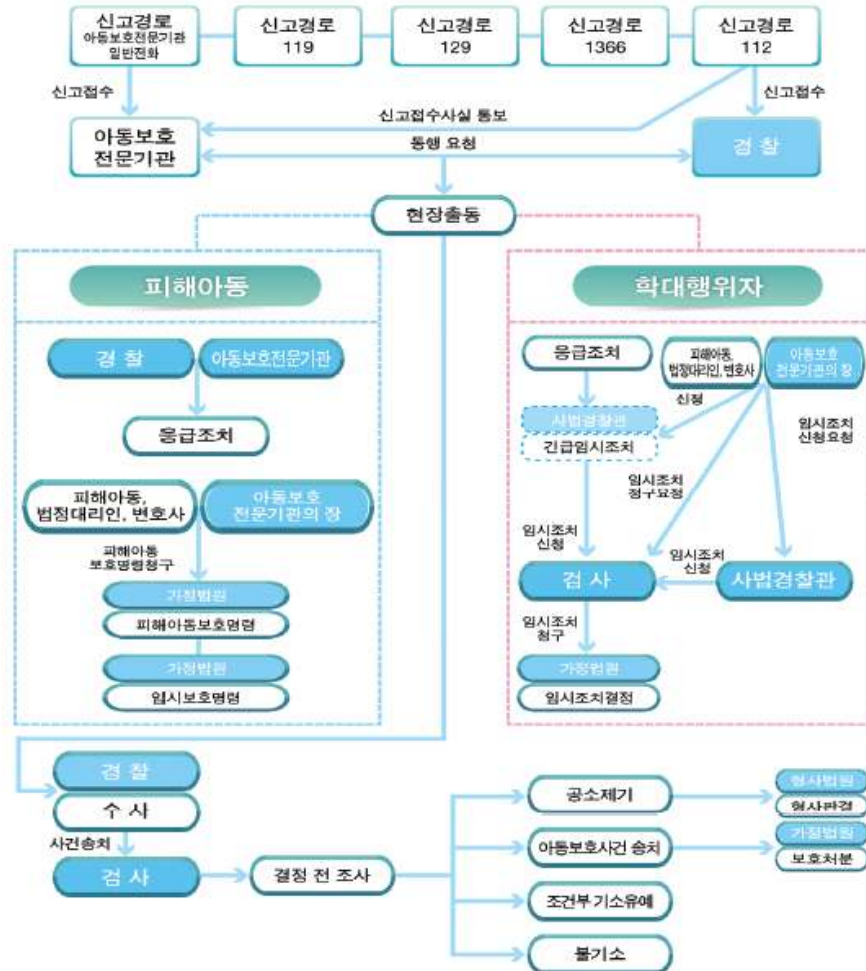 신고경로
아동보호전문기관
일반전화
신고경로
119
신고경로
129
신고경로
1366
신고경로
112
신고접수
신고접수
신고접수사실 통보
아동보호
전문기관
동행 요청
경 찰
현장출동
피해아동
경 찰
아동보호전문기관
응급조치
피해아동,
법정대리인, 변호사
아동보호
전문기관의 장
피해아동
보호명령청구
가정법원
피해아동보호명령
가정법원
임시보호명령
학대행위자
응급조치
피해아동,
법정대리인, 변호사
아동보호
전문기관의 장
신청
사법경찰관
긴급임시조치
임시조치
신청요청
임시조치
청구요청
임시조치
신청
임시조치
신청
검 사
사법경찰관
임시조치
청구
가정법원
임시조치결정
경 찰
수 사
사건송치
검 사
결정 전 조사
공소제기
형사법원
형사판결
아동보호사건 송치
가정법원
보호처분
조건부 기소유예
불기소